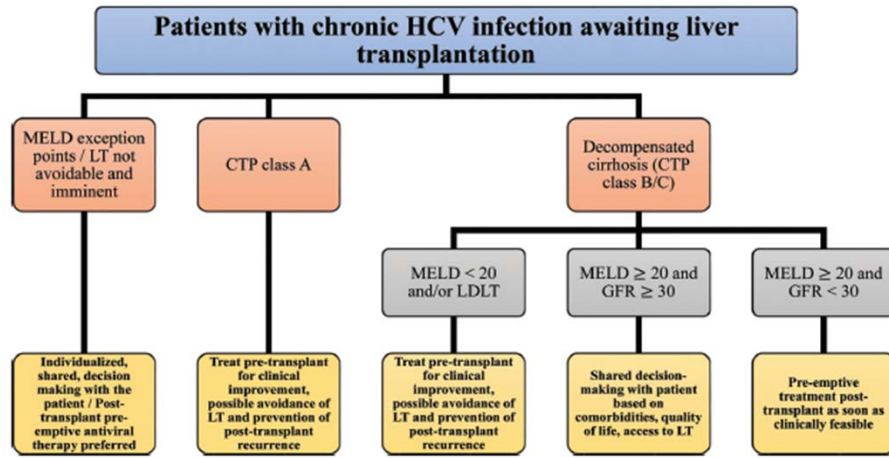 Patients with chronic HCV infection awaiting liver
transplantation
MELD exception
points / LT not
avoidable and
imminent
CTP class A
Decompensated
cirrhosis (CTP
class B/C)
MELD < 20
and/or LDLT
MELD ≥ 20 and
GFR ≥ 30
MELD ≥ 20 and
GFR < 30
Individualized,
shared, decision
making with the
patient / Post-
transplant pre-
emptive antiviral
therapy preferred
Treat pre-transplant
for clinical
improvement,
possible avoidance of
LT and prevention of
post-transplant
recurrence
Treat pre-transplant
for clinical
improvement,
possible avoidance of
LT and prevention of
post-transplant
recurrence
Shared decision-
making with patient
based on
comorbidities, quality
of life, access to LT
Pre-emptive
treatment post-
transplant as soon as
clinically feasible